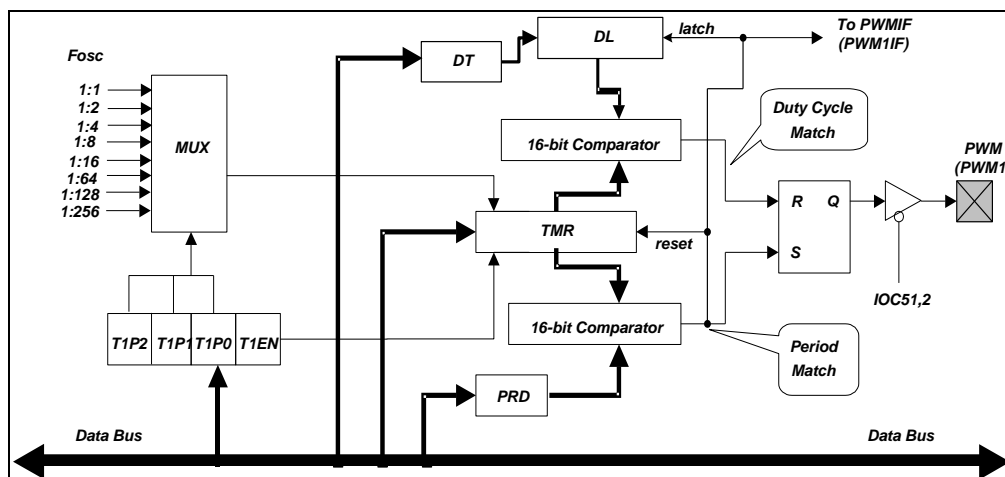 Fosc
1:1
1:2
1:4
1:8
1:16
1:64
1:128
1:256
MUX
T1P2 T1P1 T1P0 T1EN
DT
DL
latch
To PWMIF
(PWM1IF)
16-bit Comparator
Duty Cycle
Match
TMR
reset
16-bit Comparator
PRD
Period
Match
R Q
S
PWM
(PWM1
IOC51,2
Data Bus
Data Bus